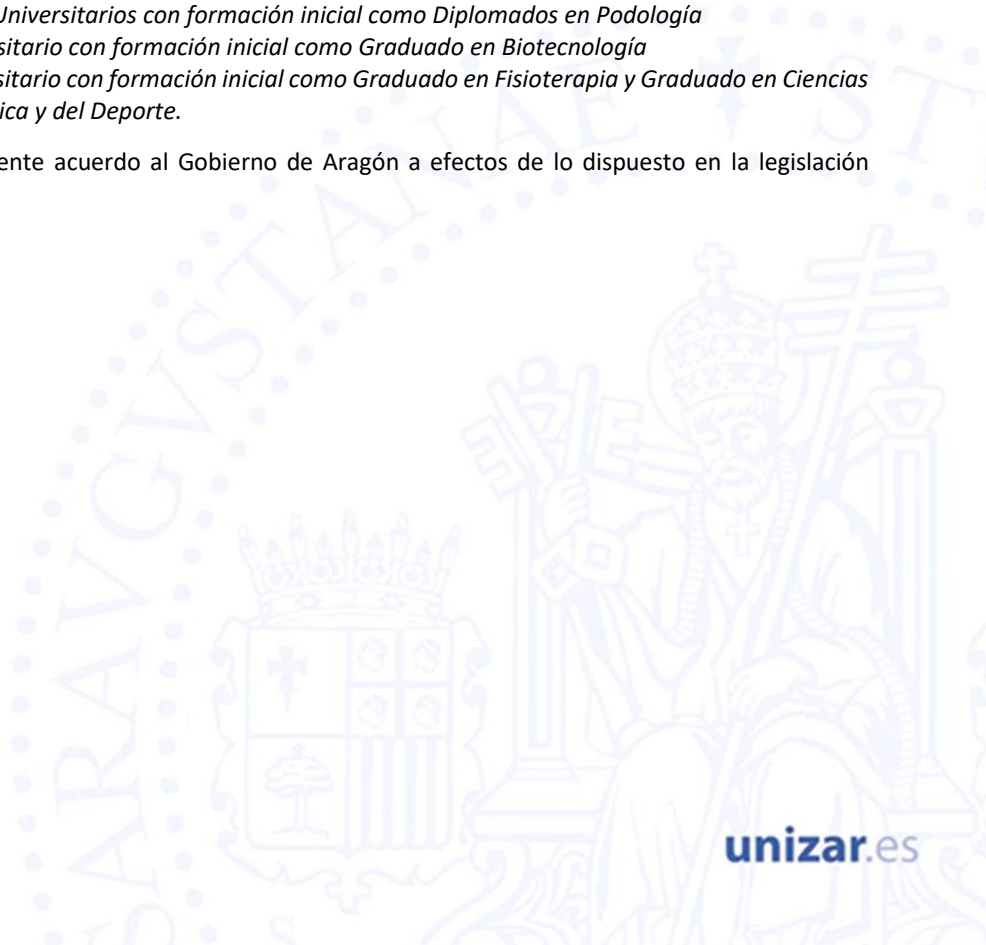 Universitarios con formación inicial como Diplomados en Podología
sitario con formación inicial como Graduado en Biotecnología
sitario con formación inicial como Graduado en Fisioterapia y Graduado en Ciencias
ica y del Deporte.
ente acuerdo al Gobierno de Aragón a efectos de lo dispuesto en la legislación
unizar.es